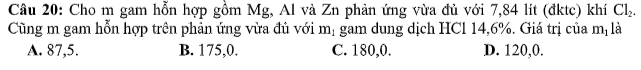 Câu 20: Cho m gam hỗn hợp gồm Mg, Al và Zn phản ứng vừa đủ với 7,84 lít (đktc) khí Cl₂.
Cũng m gam hỗn hợp trên phản ứng vừa đủ với m₁ gam dung dịch HCl 14,6%. Giá trị của m₁ là
A. 87,5. B. 175,0. C. 180,0. D. 120,0.